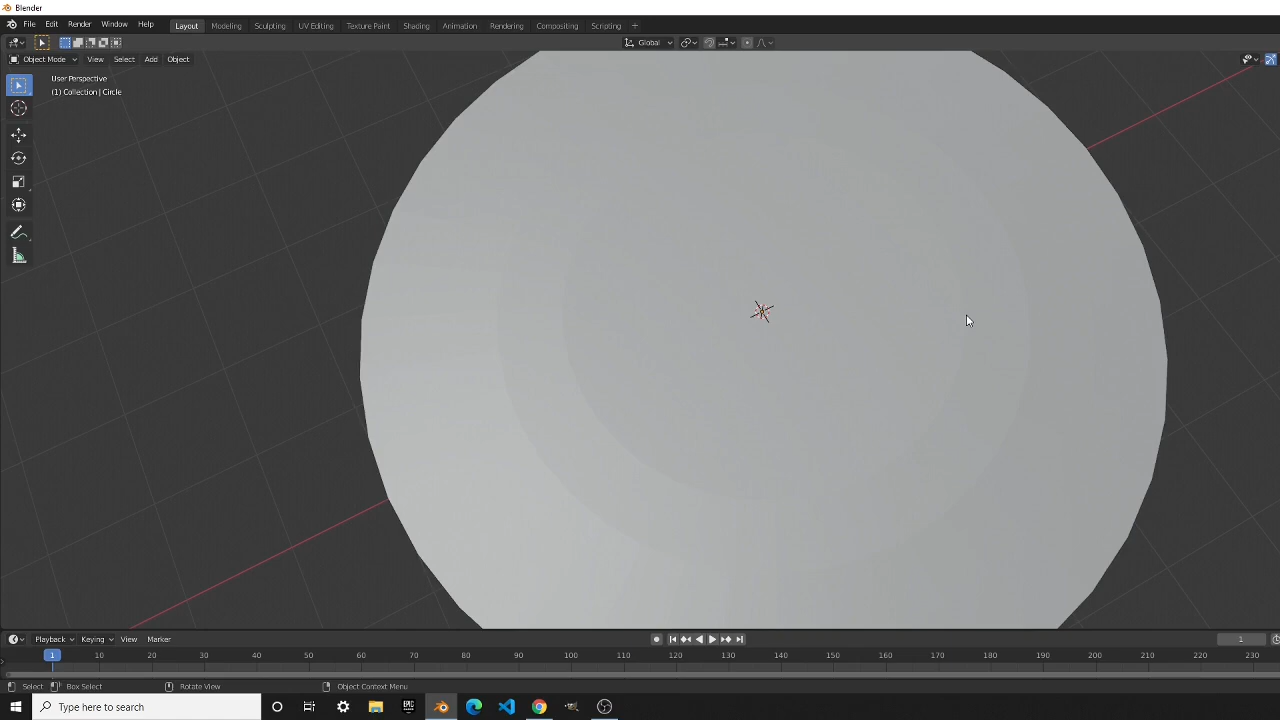 Blender
File Edit Render Window Help Layout Modeling Sculpting UV Editing Texture Paint Shading Animation Rendering Compositing Scripting +
Global
Object Mode View Select Add Object
User Perspective
(1) Collection | Circle
Playback Keying View Marker 1
1 10 20 30 40 50 60 70 80 90 100 110 120 130 140 150 160 170 180 190 200 210 220 230
Select Box Select Rotate View Object Context Menu
Type here to search
EPIC